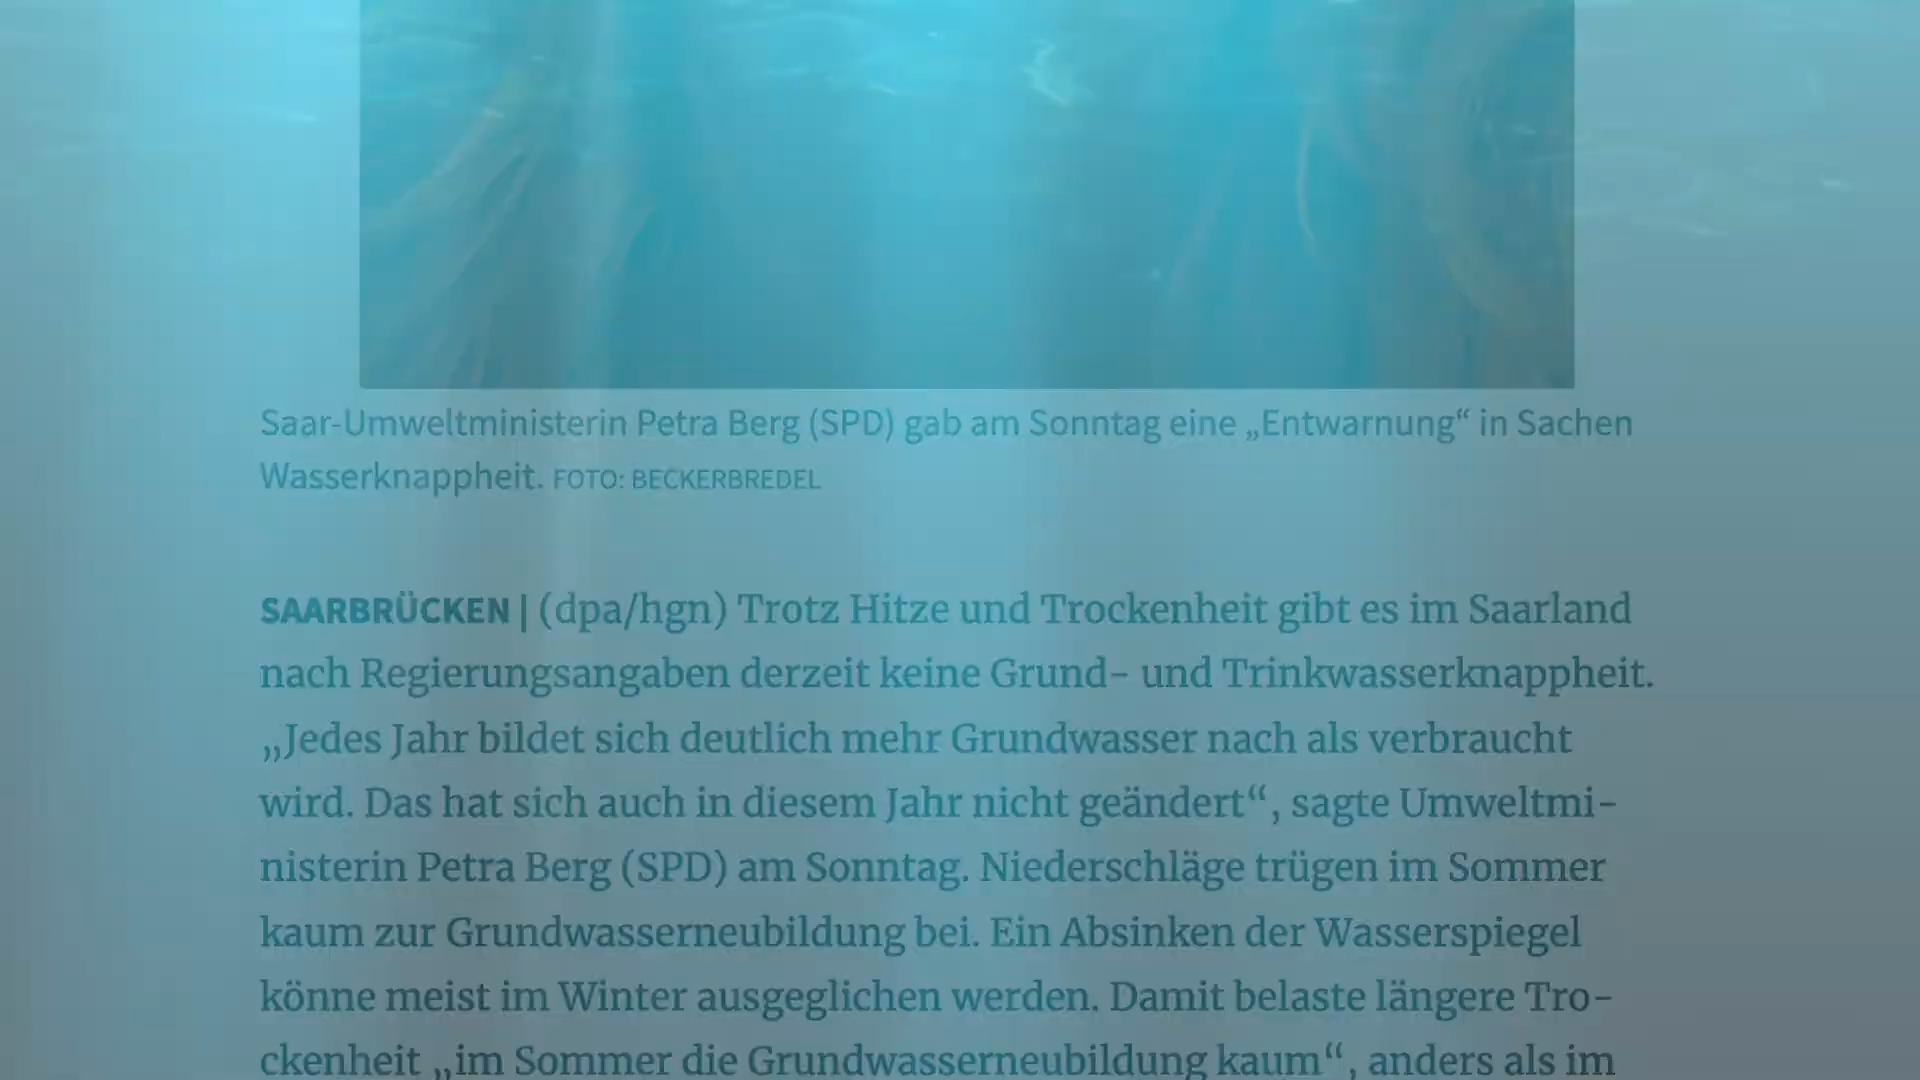 Saar-Umweltministerin Petra Berg (SPD) gab am Sonntag eine „Entwarnung“ in Sachen
Wasserknappheit. FOTO: BECKERBREDEL
SAARBRÜCKEN | (dpa/hgn) Trotz Hitze und Trockenheit gibt es im Saarland
nach Regierungsangaben derzeit keine Grund- und Trinkwasserknappheit.
„Jedes Jahr bildet sich deutlich mehr Grundwasser nach als verbraucht
wird. Das hat sich auch in diesem Jahr nicht geändert“, sagte Umweltmi-
nisterin Petra Berg (SPD) am Sonntag. Niederschläge trügen im Sommer
kaum zur Grundwasserneubildung bei. Ein Absinken der Wasserspiegel
könne meist im Winter ausgeglichen werden. Damit belaste längere Tro-
ckenheit „im Sommer die Grundwasserneubildung kaum“, anders als im